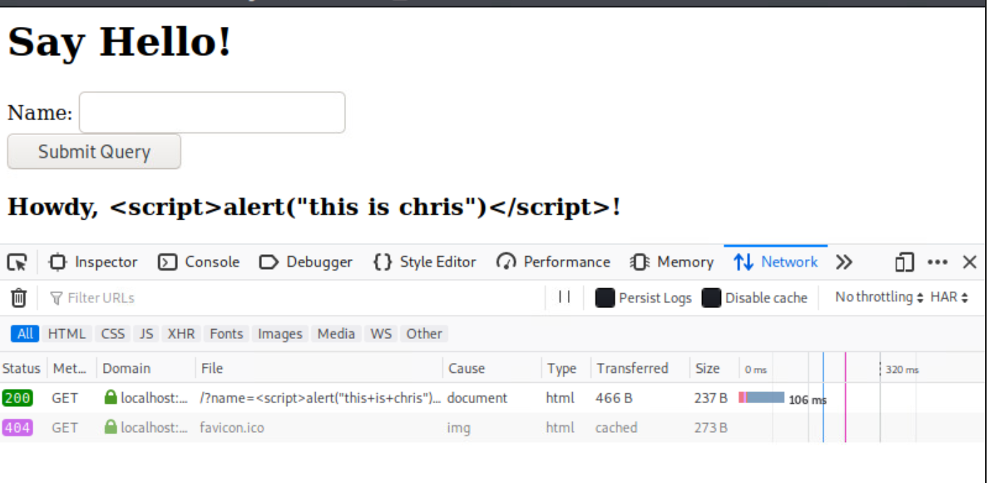 Say Hello!
Name:
Submit Query
Howdy, <script>alert("this is chris")</script>!
Inspector Console Debugger {} Style Editor Performance Memory Network
Filter URLs Persist Logs Disable cache No throttling HAR
All HTML CSS JS XHR Fonts Images Media WS Other
Status Met... Domain File Cause Type Transferred Size 0 ms 320 ms
200 GET localhost:... /?name=<script>alert("this+is+chris")... document html 466 B 237 B 106 ms
404 GET localhost:... favicon.ico img html cached 273 B